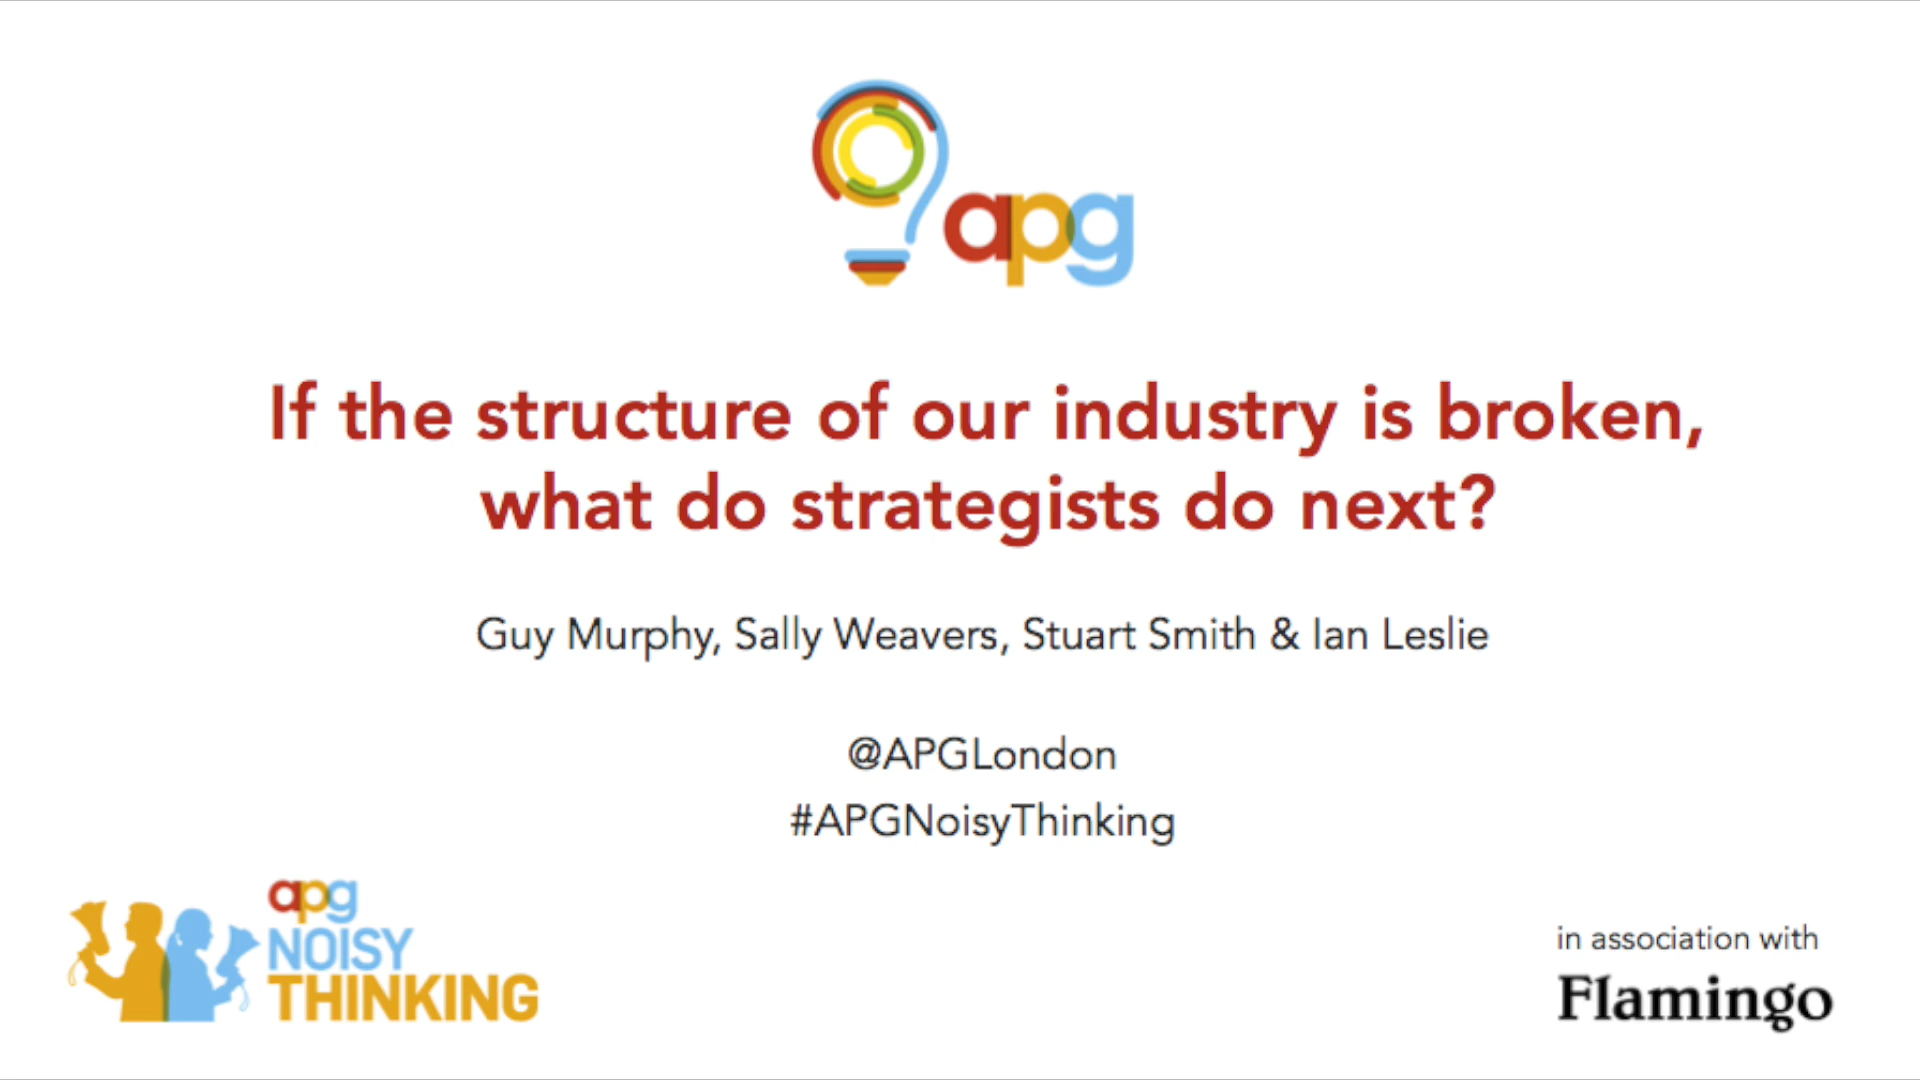 apg
If the structure of our industry is broken,
what do strategists do next?
Guy Murphy, Sally Weavers, Stuart Smith & Ian Leslie
@APGLondon
#APGNoisyThinking
apg
NOISY
THINKING
in association with
Flamingo